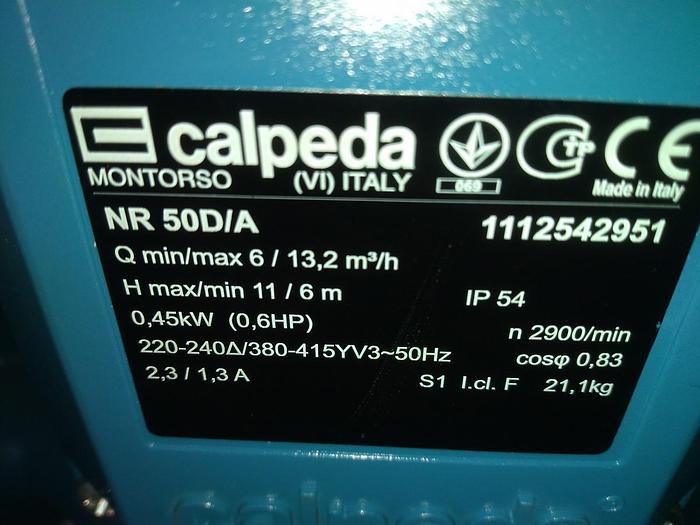 calpeda
MONTORSO (VI) ITALY
069
Made in Italy
NR 50D/A 1112542951
Q min/max 6 / 13,2 m³/h
H max/min 11 / 6 m IP 54
0,45kW (0,6HP) n 2900/min
220-240Δ/380-415YV3~50Hz cosφ 0,83
2,3 / 1,3 A S1 I.cl. F 21,1kg